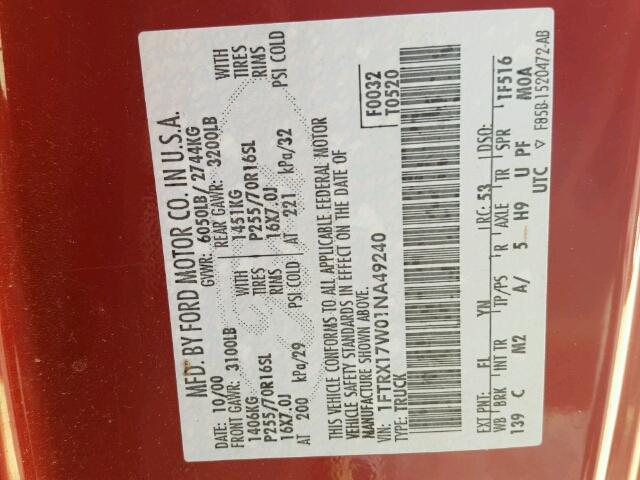 MFD. BY FORD MOTOR CO. IN U.S.A.
DATE: 10/00 GVWR: 6050LB/ 2744KG
FRONT GAWR: 3100LB REAR GAWR: 3200LB
1406KG WITH 1451KG WITH
P255/70R16SL TIRES P255/70R16SL TIRES
16X7.0J RIMS 16X7.0J RIMS
AT 200 kPa/29 PSI COLD AT 221 kPa/32 PSI COLD
THIS VEHICLE CONFORMS TO ALL APPLICABLE FEDERAL MOTOR
VEHICLE SAFETY STANDARDS IN EFFECT ON THE DATE OF
MANUFACTURE SHOWN ABOVE.
VIN: 1FTRX17W01NA49240
TYPE: TRUCK
F0032
T0520
EXT PNT: FL YN RC: 53 DSO:
WB BRK INT TR TP/PS R AXLE TR SPR 1F516
139 C M2 A/ 5 H9 U PF M0A
UTC ▽ F85B-1520472-AB